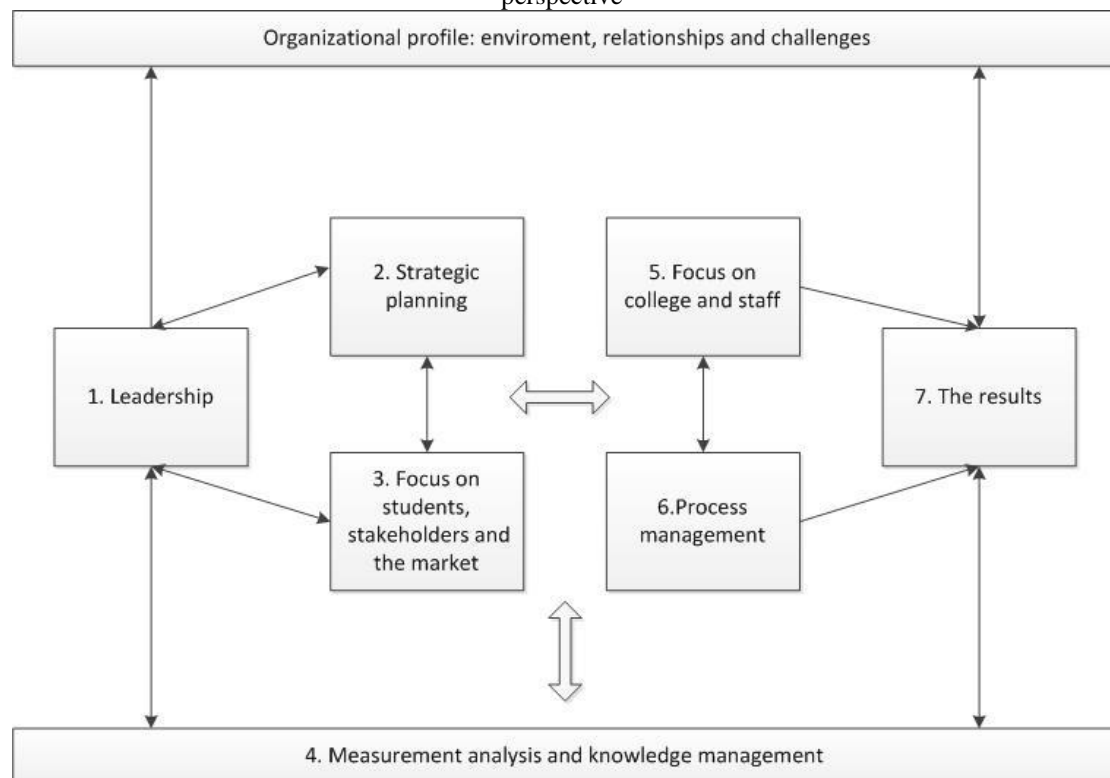 perspective
Organizational profile: enviroment, relationships and challenges
2. Strategic
planning
5. Focus on
college and staff
1. Leadership
7. The results
3. Focus on
students,
stakeholders and
the market
6.Process
management
4. Measurement analysis and knowledge management